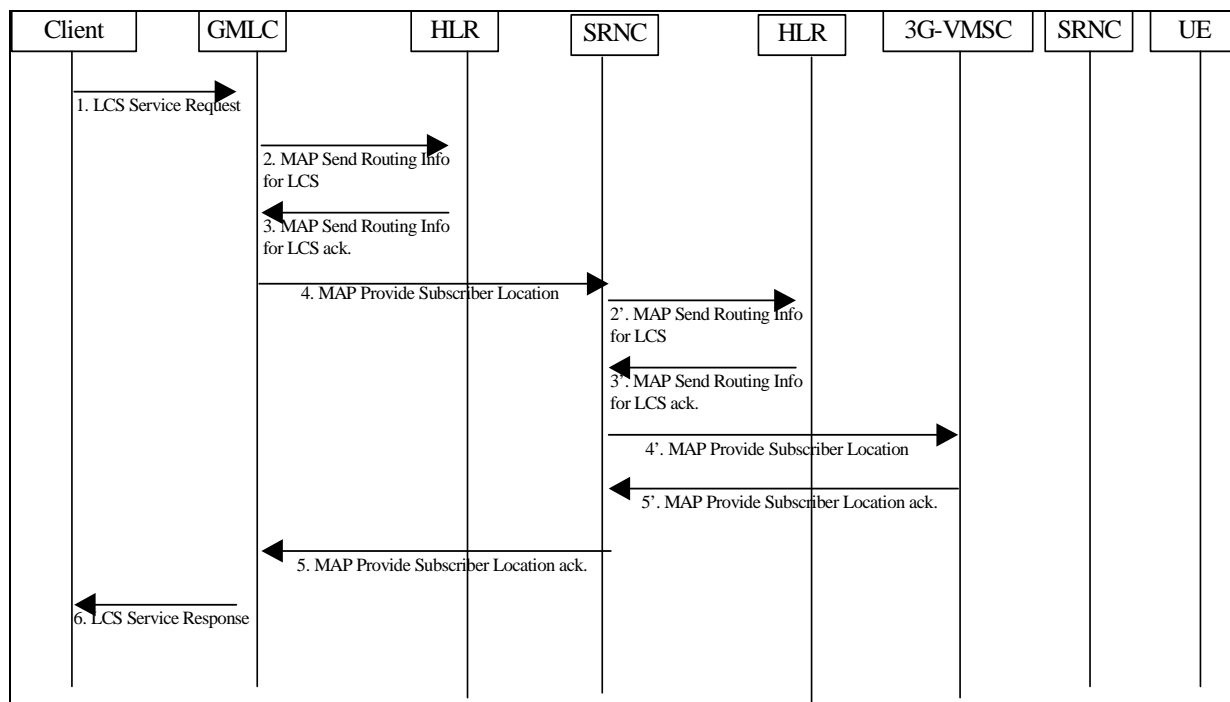 Client GMLC HLR SRNC HLR 3G-VMSC SRNC UE
1. LCS Service Request
2. MAP Send Routing Info
for LCS
3. MAP Send Routing Info
for LCS ack.
4. MAP Provide Subscriber Location
2’. MAP Send Routing Info
for LCS
3’. MAP Send Routing Info
for LCS ack.
4’. MAP Provide Subscriber Location
5’. MAP Provide Subscriber Location ack.
5. MAP Provide Subscriber Location ack.
6. LCS Service Response